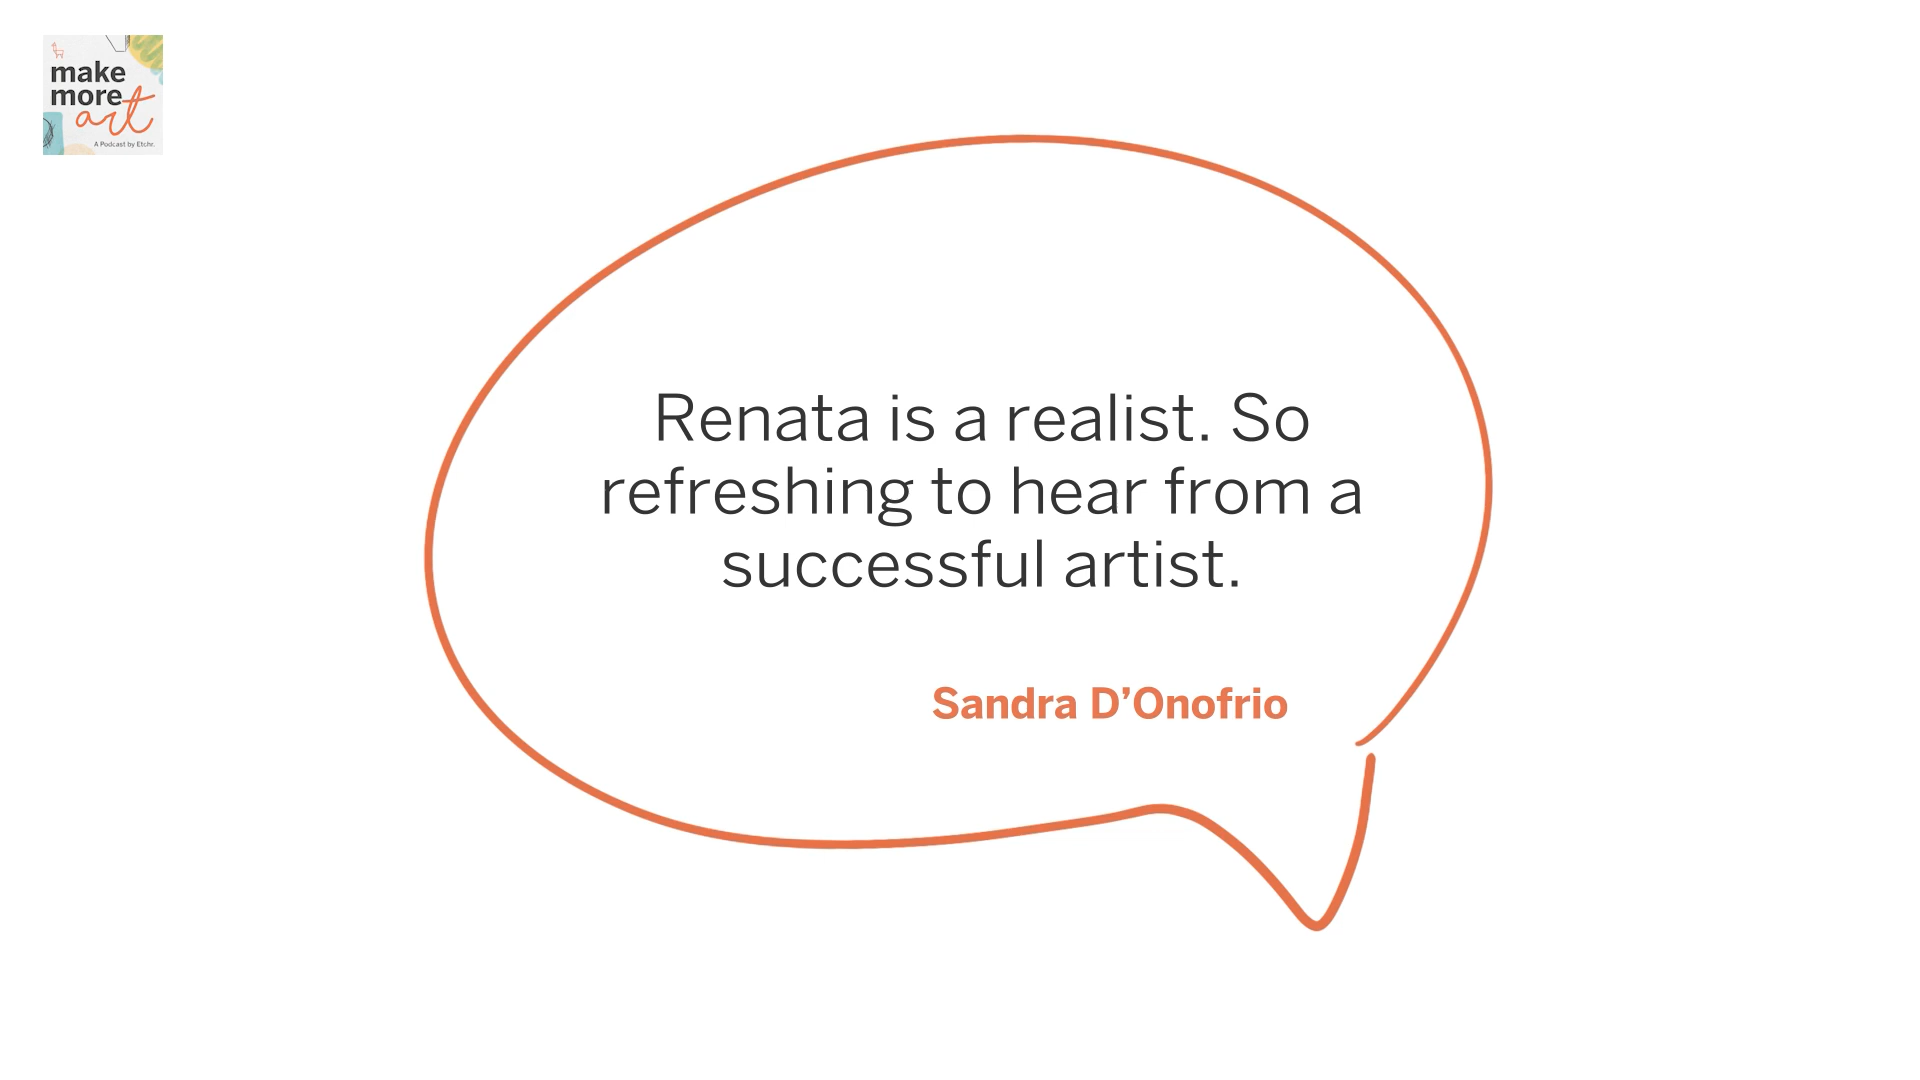 make
more
art
A Podcast by Etchr.
Renata is a realist. So
refreshing to hear from a
successful artist.
Sandra D’Onofrio